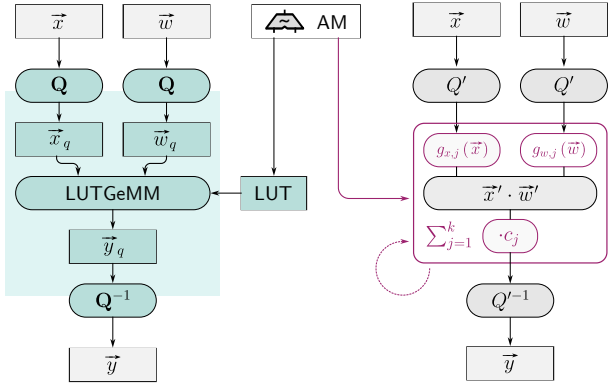 x⃗ w⃗ AM x⃗ w⃗
Q Q Q′ Q′
x⃗_q w⃗_q g_{x,j}(x⃗) g_{w,j}(w⃗)
LUTGeMM LUT x⃗′ · w⃗′
y⃗_q ∑_{j=1}^{k} ·c_j
Q⁻¹ Q′⁻¹
y⃗ y⃗